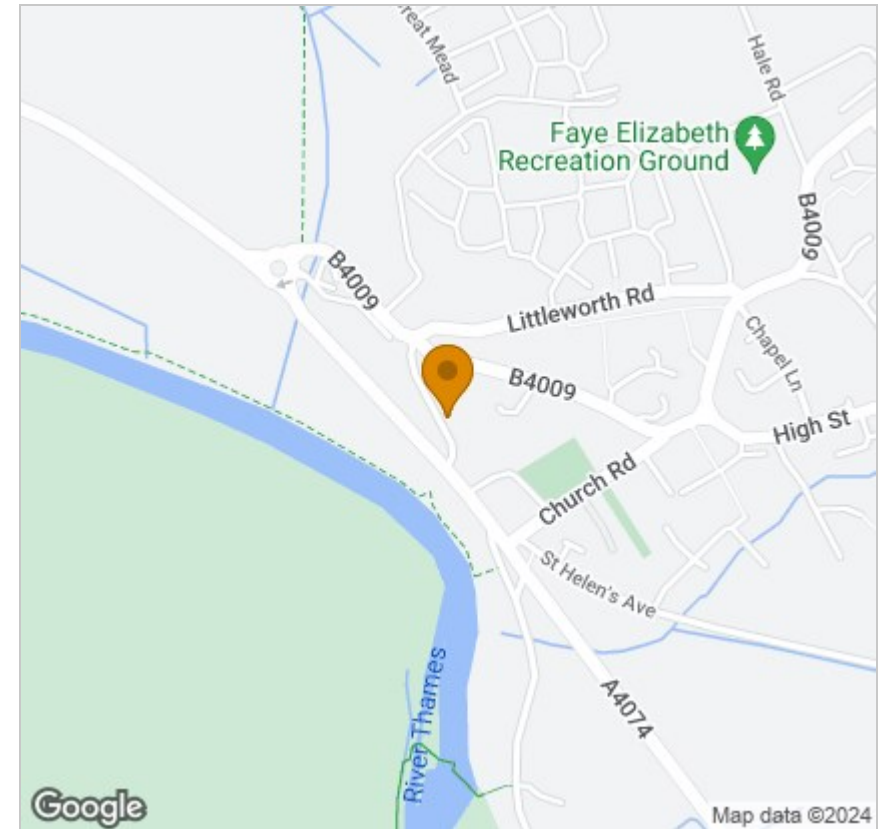 Great Mead
Hale Rd
Faye Elizabeth
Recreation Ground
B4009
B4009
Littleworth Rd
Chapel Ln
B4009
High St
Church Rd
St Helen's Ave
River Thames
A4074
Google
Map data ©2024